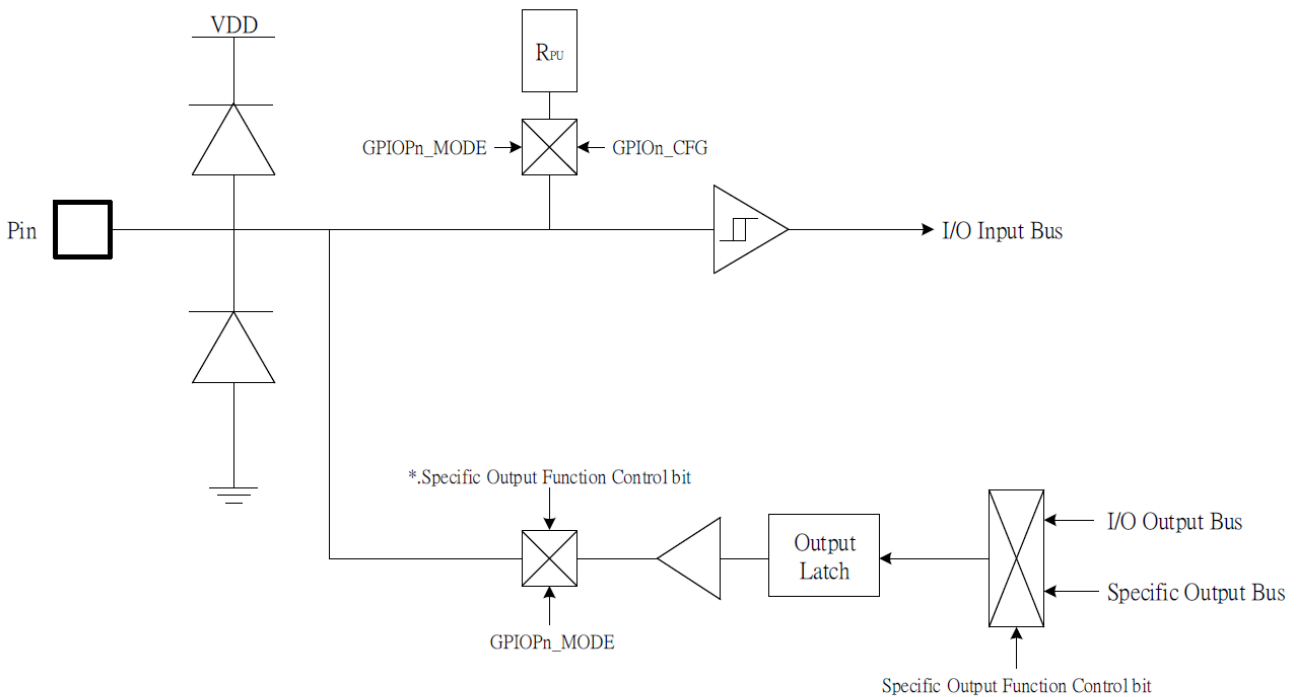 VDD
RPU
GPIOPn_MODE
GPIOn_CFG
Pin
I/O Input Bus
*.Specific Output Function Control bit
I/O Output Bus
Output
Latch
Specific Output Bus
GPIOPn_MODE
Specific Output Function Control bit